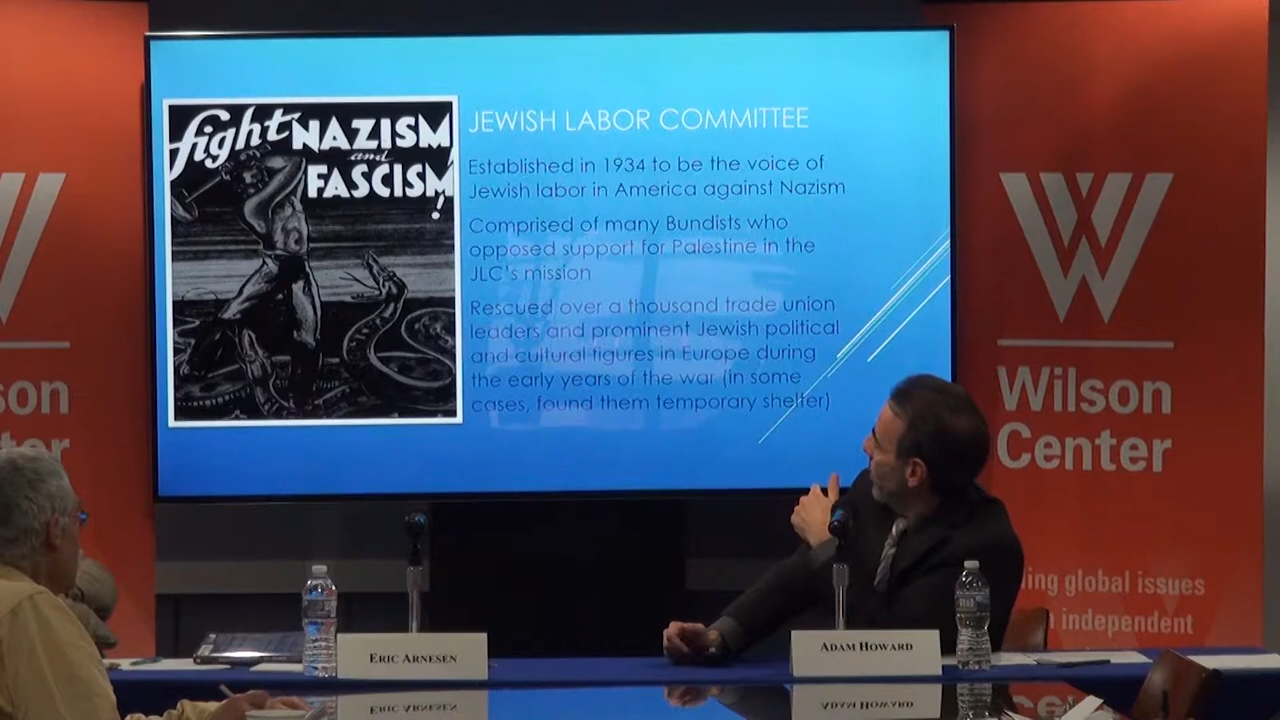 fight NAZISM
and
FASCISM
!
JEWISH LABOR COMMITTEE
Established in 1934 to be the voice of
Jewish labor in America against Nazism
Comprised of many Bundists who
opposed support for Palestine in the
JLC's mission
Rescued over a thousand trade union
leaders and prominent Jewish political
and cultural figures in Europe during
the early years of the war (in some
cases, found them temporary shelter)
W
Wilson
Center
ing global issues
independent
son
ter
ERIC ARNESEN
ADAM HOWARD